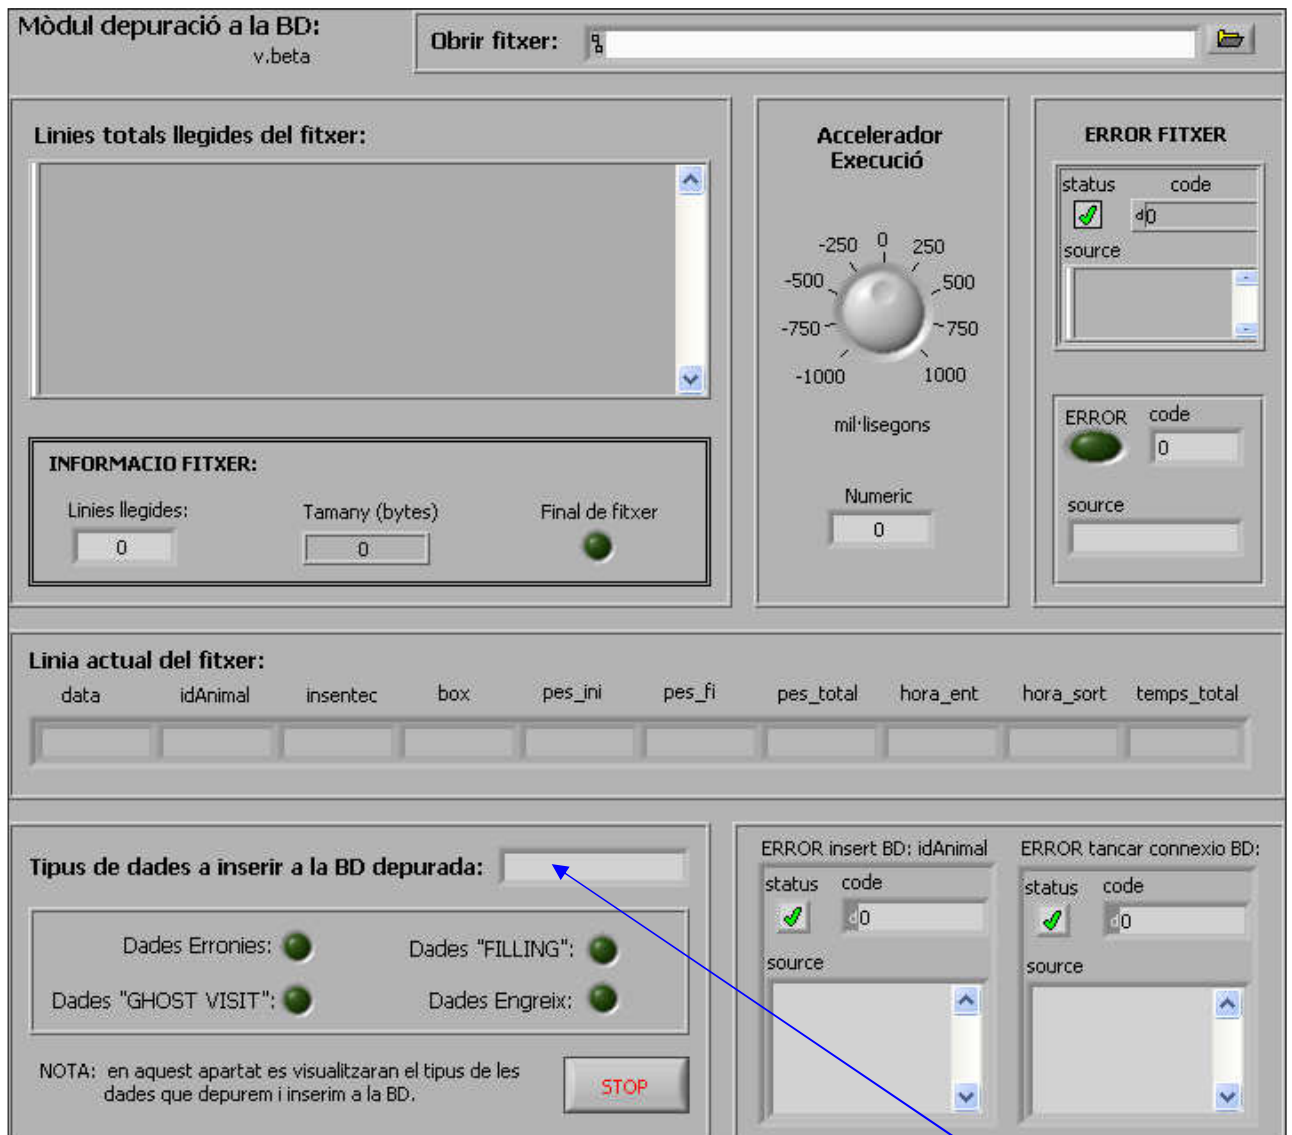 Mòdul depuració a la BD:
v.beta
Obrir fitxer:
Linies totals llegides del fitxer:
Accelerador
Execució
-250 0 250
-500 500
-750 750
-1000 1000
mil·lisegons
Numeric
0
ERROR FITXER
status code
d0
source
ERROR code
0
source
INFORMACIO FITXER:
Linies llegides: Tamany (bytes) Final de fitxer
0 0
Linia actual del fitxer:
data idAnimal insentec box pes_ini pes_fi pes_total hora_ent hora_sort temps_total
Tipus de dades a inserir a la BD depurada:
Dades Erronies: Dades "FILLING":
Dades "GHOST VISIT": Dades Engreix:
NOTA: en aquest apartat es visualitzaran el tipus de les
dades que depurem i inserim a la BD.
STOP
ERROR insert BD: idAnimal
status code
d0
source
ERROR tancar connexio BD:
status code
d0
source